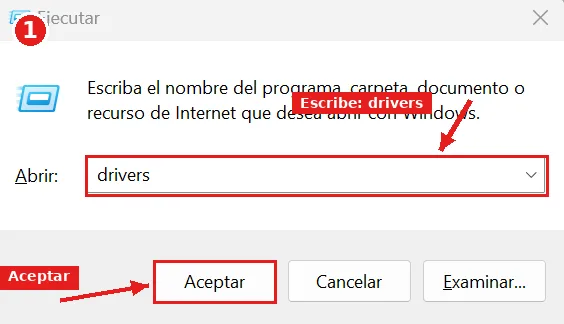 1
Ejecutar
Escriba el nombre del programa, carpeta, documento o
recurso de Internet que desea abrir con Windows.
Escribe: drivers
Abrir:
drivers
Aceptar
Aceptar
Cancelar
Examinar...